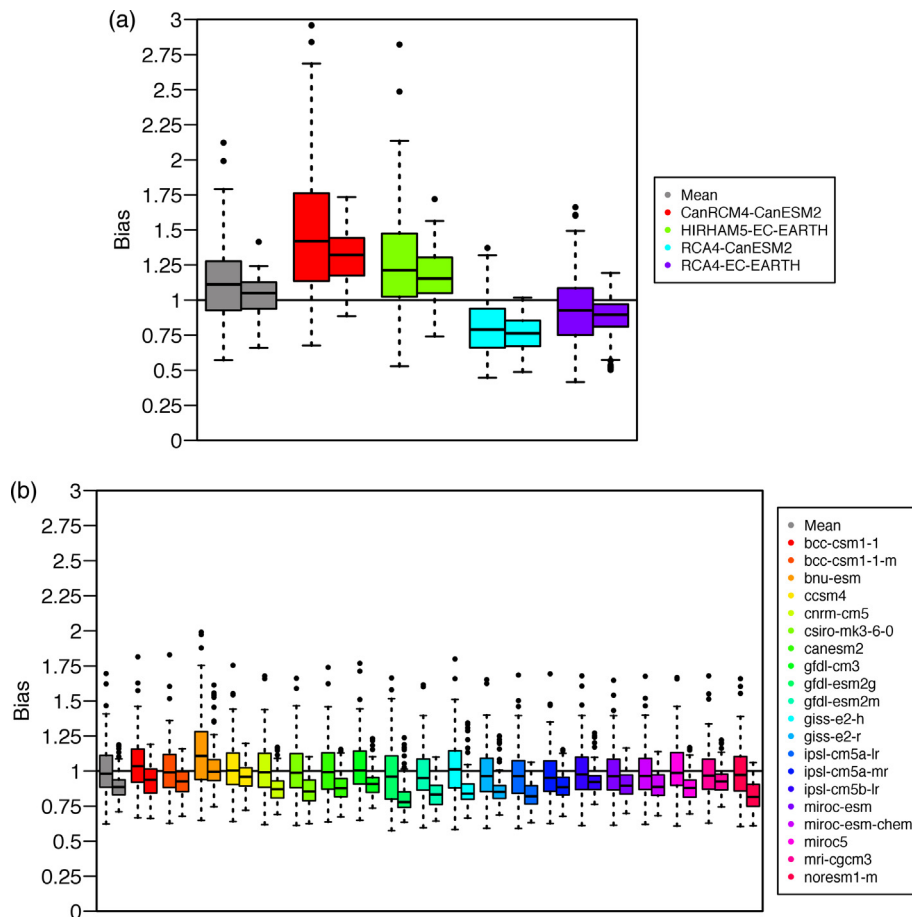 (a)
3
2.75
2.5
2.25
2
1.75
1.5
1.25
1
0.75
0.5
0.25
0
Bias
Mean
CanRCM4-CanESM2
HIRHAM5-EC-EARTH
RCA4-CanESM2
RCA4-EC-EARTH
(b)
3
2.75
2.5
2.25
2
1.75
1.5
1.25
1
0.75
0.5
0.25
0
Bias
Mean
bcc-csm1-1
bcc-csm1-1-m
bnu-esm
ccsm4
cnrm-cm5
csiro-mk3-6-0
canesm2
gfdl-cm3
gfdl-esm2g
gfdl-esm2m
giss-e2-h
giss-e2-r
ipsl-cm5a-lr
ipsl-cm5a-mr
ipsl-cm5b-lr
miroc-esm
miroc-esm-chem
miroc5
mri-cgcm3
noresm1-m